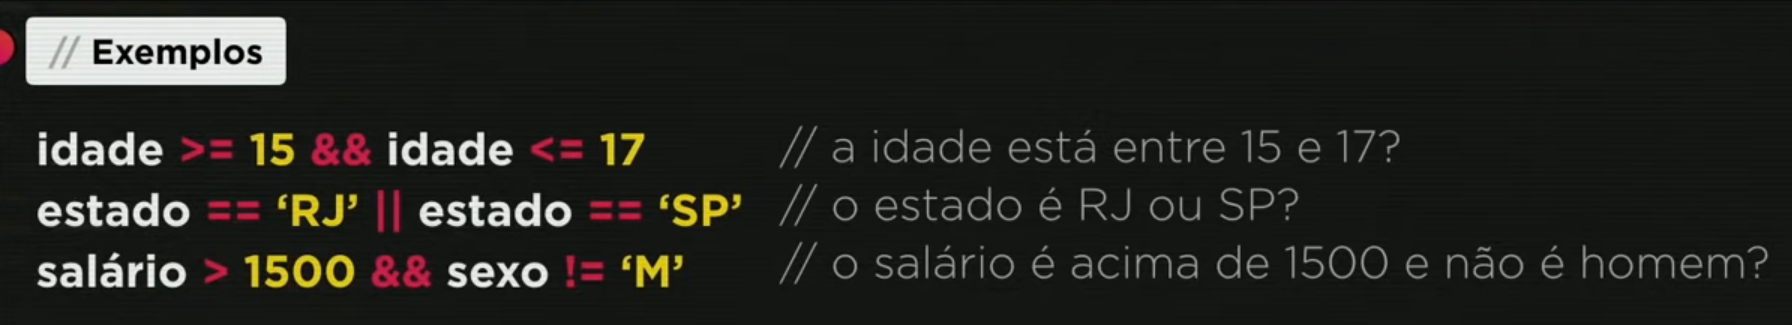 // Exemplos
idade >= 15 && idade <= 17 // a idade está entre 15 e 17?
estado == ‘RJ’ || estado == ‘SP’ // o estado é RJ ou SP?
salário > 1500 && sexo != ‘M’ // o salário é acima de 1500 e não é homem?